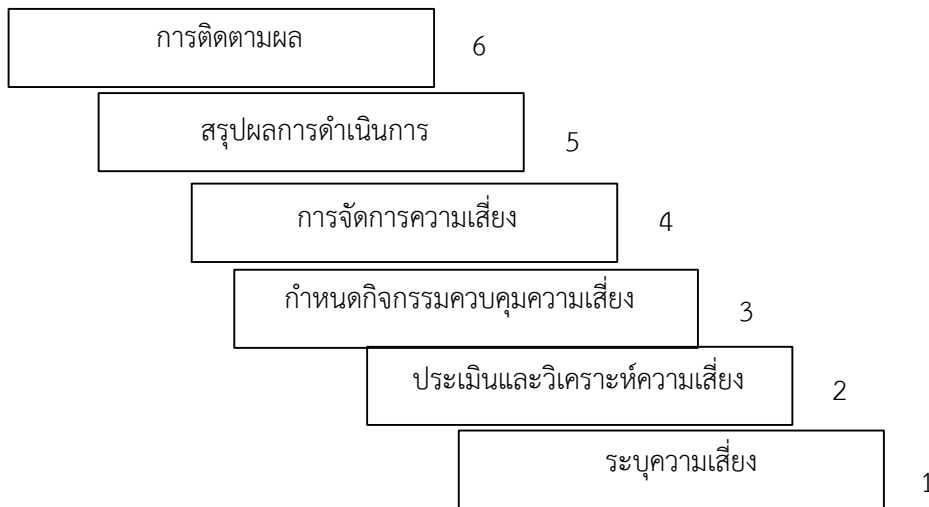 การติดตามผล 6
สรุปผลการดำเนินการ 5
การจัดการความเสี่ยง 4
กำหนดกิจกรรมควบคุมความเสี่ยง 3
ประเมินและวิเคราะห์ความเสี่ยง 2
ระบุความเสี่ยง 1